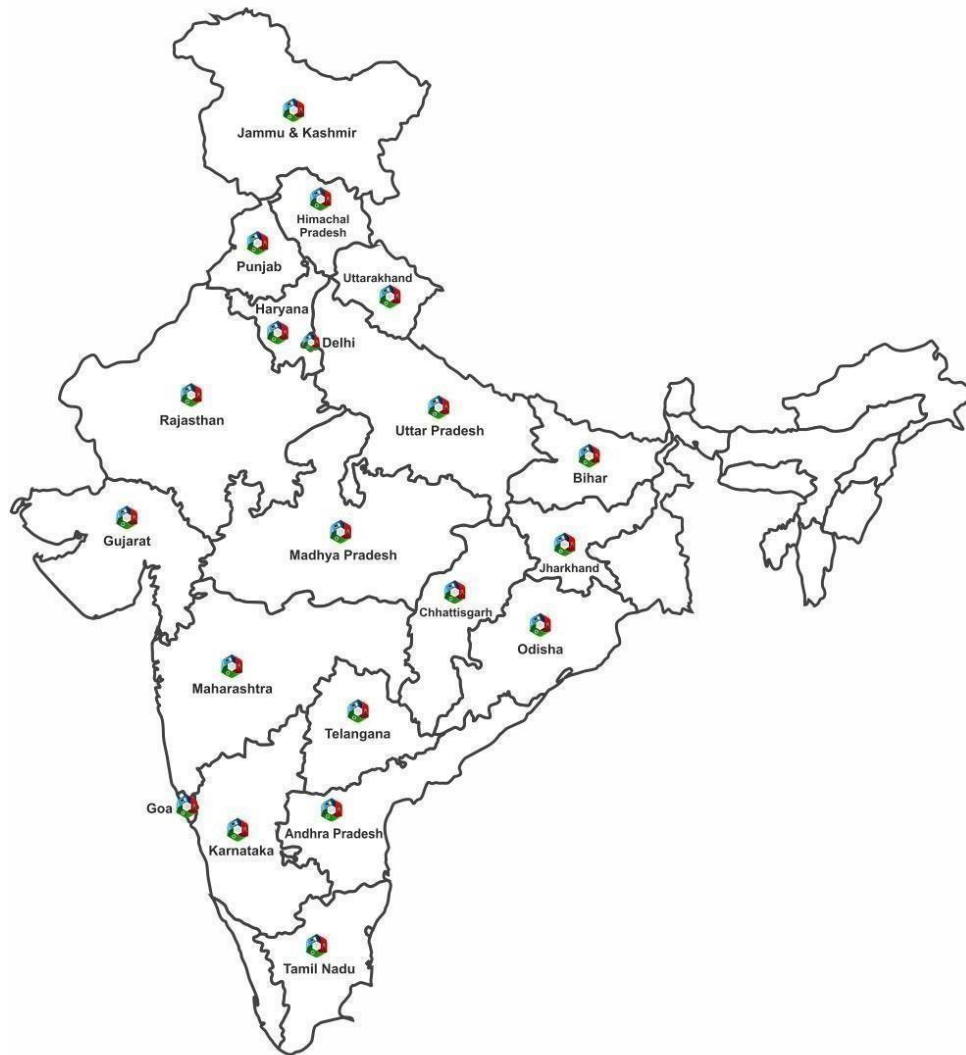 Jammu & Kashmir
Himachal
Pradesh
Punjab
Uttarakhand
Haryana
Delhi
Rajasthan
Uttar Pradesh
Bihar
Gujarat
Madhya Pradesh
Jharkhand
Chhattisgarh
Odisha
Maharashtra
Telangana
Goa
Andhra Pradesh
Karnataka
Tamil Nadu